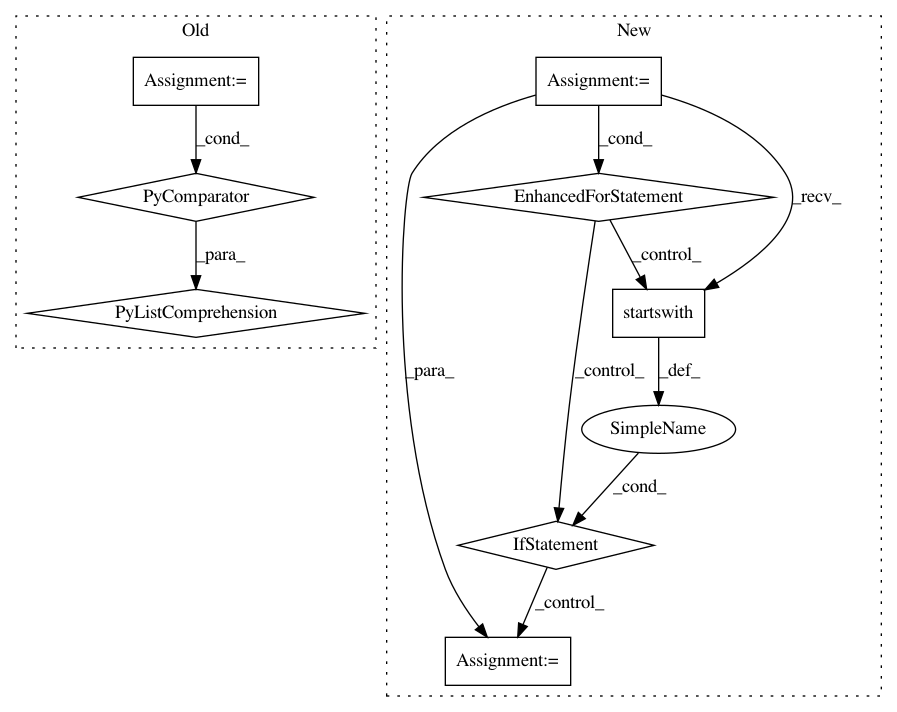 Old
New
Assignment:=
Assignment:=
_cond_
_cond_
PyComparator
EnhancedForStatement
_recv_
_para_
_control_
PyListComprehension
startswith
_para_
_control_
_def_
SimpleName
_cond_
IfStatement
_control_
Assignment:=